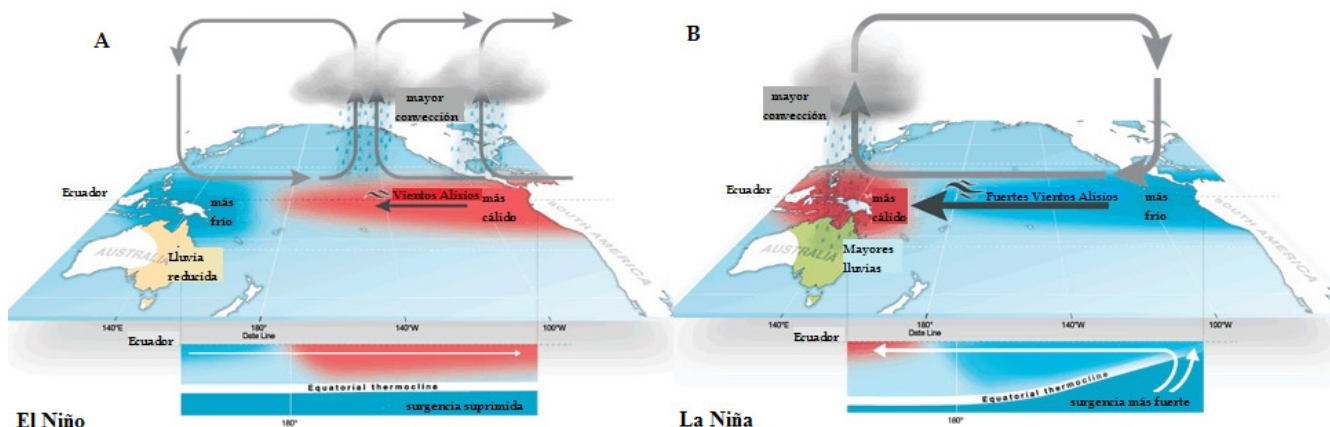 A
mayor
convección
Ecuador
Vientos Alisios
más
frío
más
cálido
AUSTRALIA
Lluvia
reducida
SOUTH AMERICA
140°E
180°
Date Line
140°W
100°W
Ecuador
Equatorial thermocline
surgencia suprimida
El Niño
180°
B
mayor
convección
Ecuador
Fuertes Vientos Alisios
más
cálido
más
frío
AUSTRALIA
Mayores
lluvias
SOUTH AMERICA
140°E
180°
Date Line
140°W
100°W
Ecuador
Equatorial thermocline
surgencia más fuerte
La Niña
180°